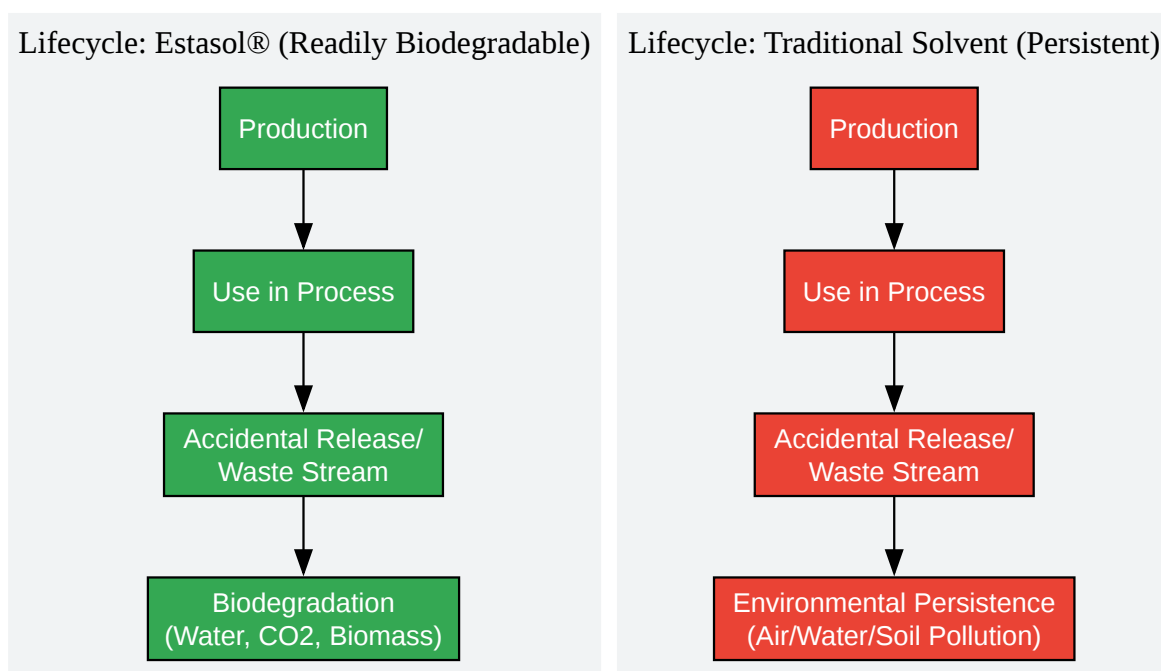 Lifecycle: Estasol® (Readily Biodegradable)
Production
Use in Process
Accidental Release/
Waste Stream
Biodegradation
(Water, CO2, Biomass)
Lifecycle: Traditional Solvent (Persistent)
Production
Use in Process
Accidental Release/
Waste Stream
Environmental Persistence
(Air/Water/Soil Pollution)